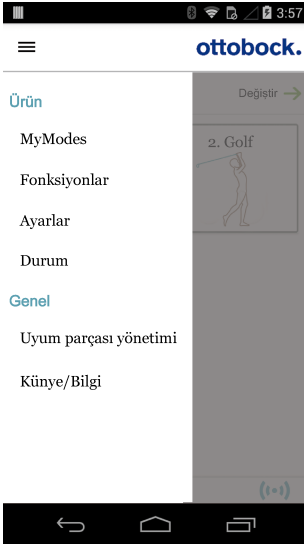 3:57
ottobock.
Ürün
Değiştir
MyModes
2. Golf
Fonksiyonlar
Ayarlar
Durum
Genel
Uyum parçası yönetimi
Künye/Bilgi